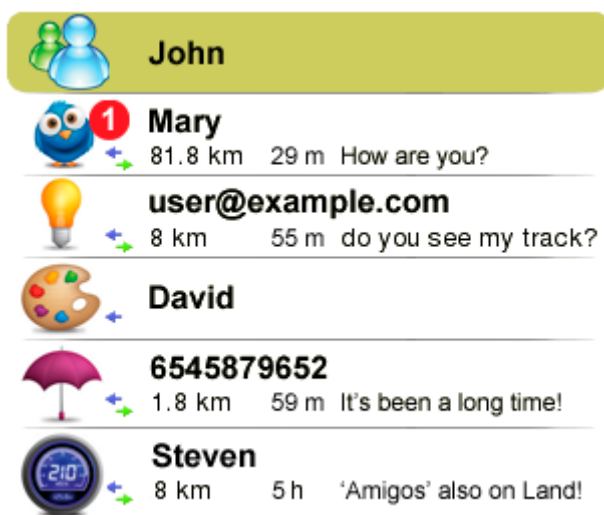 John
1
Mary
81.8 km 29 m How are you?
user@example.com
8 km 55 m do you see my track?
David
6545879652
1.8 km 59 m It's been a long time!
Steven
210
8 km 5 h 'Amigos' also on Land!